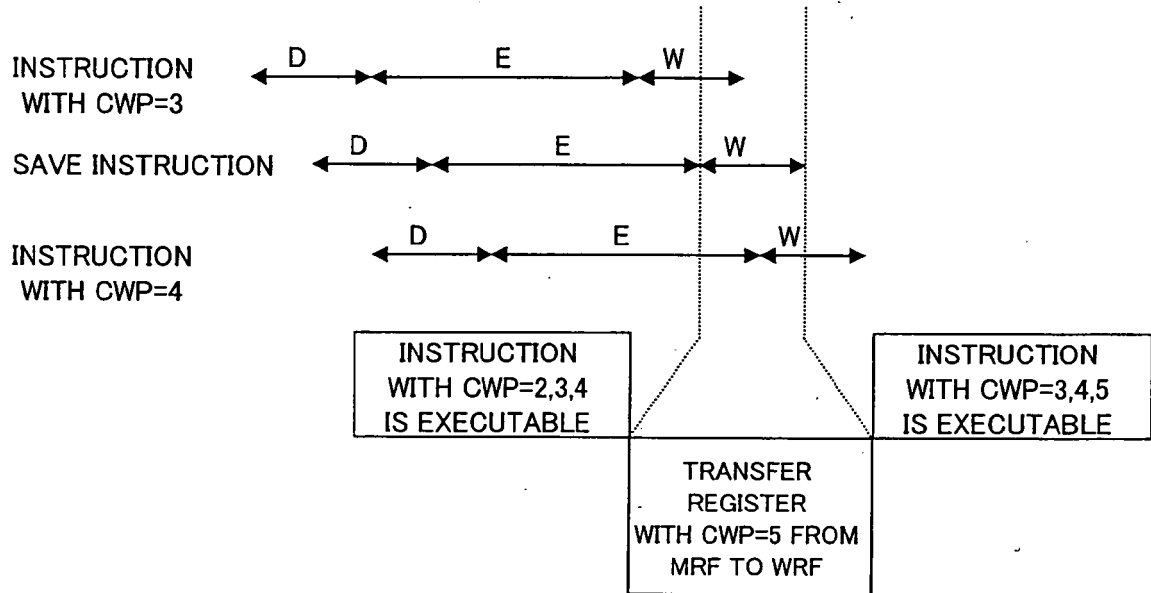 D E W
INSTRUCTION
WITH CWP=3
D E W
SAVE INSTRUCTION
D E W
INSTRUCTION
WITH CWP=4
INSTRUCTION
WITH CWP=2,3,4
IS EXECUTABLE
INSTRUCTION
WITH CWP=3,4,5
IS EXECUTABLE
TRANSFER
REGISTER
WITH CWP=5 FROM
MRF TO WRF